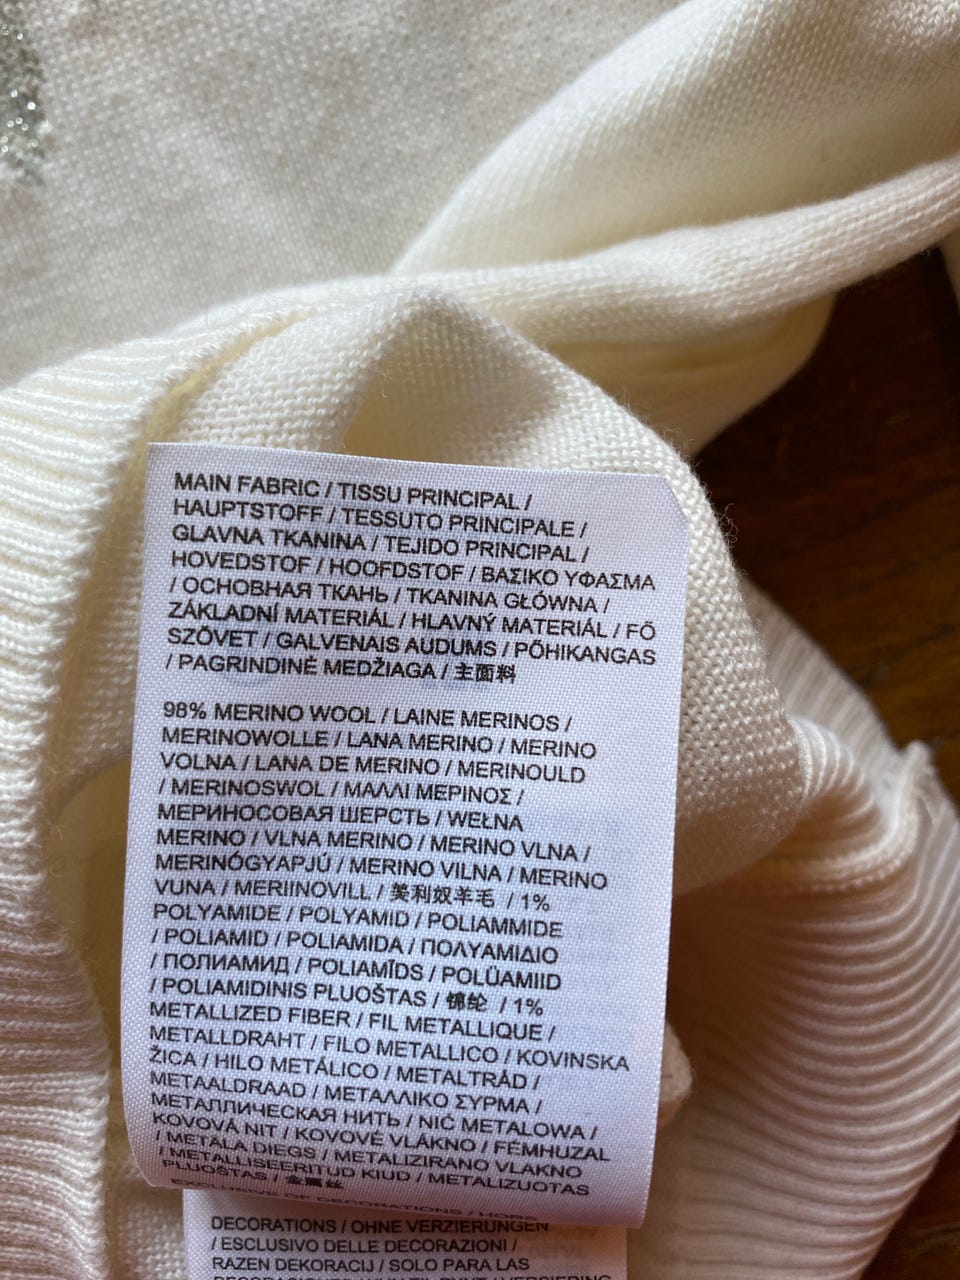 MAIN FABRIC / TISSU PRINCIPAL /
HAUPTSTOFF / TESSUTO PRINCIPALE /
GLAVNA TKANINA / TEJIDO PRINCIPAL /
HOVEDSTOF / HOOFDSTOF / ΒΑΣΙΚΟ ΥΦΑΣΜΑ
/ ОСНОВНАЯ ТКАНЬ / TKANINA GŁÓWNA /
ZÁKLADNÍ MATERIÁL / HLAVNÝ MATERIÁL / FŐ
SZÖVET / GALVENAIS AUDUMS / PÕHIKANGAS
/ PAGRINDINĖ MEDŽIAGA / 主面料
98% MERINO WOOL / LAINE MERINOS /
MERINOWOLLE / LANA MERINO / MERINO
VOLNA / LANA DE MERINO / MERINOULD
/ MERINOSWOL / ΜΑΛΛΙ ΜΕΡΙΝΟΣ /
МЕРИНОСОВАЯ ШЕРСТЬ / WEŁNA
MERINO / VLNA MERINO / MERINO VLNA /
MERINÓGYAPJÚ / MERINO VILNA / MERINO
VUNA / MERIINOVILL / 美利奴羊毛 / 1%
POLYAMIDE / POLYAMID / POLIAMMIDE
/ POLIAMID / POLIAMIDA / ΠΟΛΥΑΜΙΔΙΟ
/ ПОЛИАМИД / POLIAMĪDS / POLÜAMIID
/ POLIAMIDINIS PLUOŠTAS / 锦纶 / 1%
METALLIZED FIBER / FIL METALLIQUE /
METALLDRAHT / FILO METALLICO / KOVINSKA
ŽICA / HILO METÁLICO / METALTRÅD /
METAALDRAAD / ΜΕΤΑΛΛΙΚΟ ΣΥΡΜΑ /
МЕТАЛЛИЧЕСКАЯ НИТЬ / NIĆ METALOWA /
KOVOVÁ NIT / KOVOVÉ VLÁKNO / FÉMHUZAL
/ METALA DIEGS / METALIZIRANO VLAKNO
/ METALLISEERITUD KIUD / METALIZUOTAS
PLUOŠTAS / 金属丝
EXCLUSIVE OF DECORATIONS / HORS
DECORATIONS / OHNE VERZIERUNGEN
/ ESCLUSIVO DELLE DECORAZIONI /
RAZEN DEKORACIJ / SOLO PARA LAS